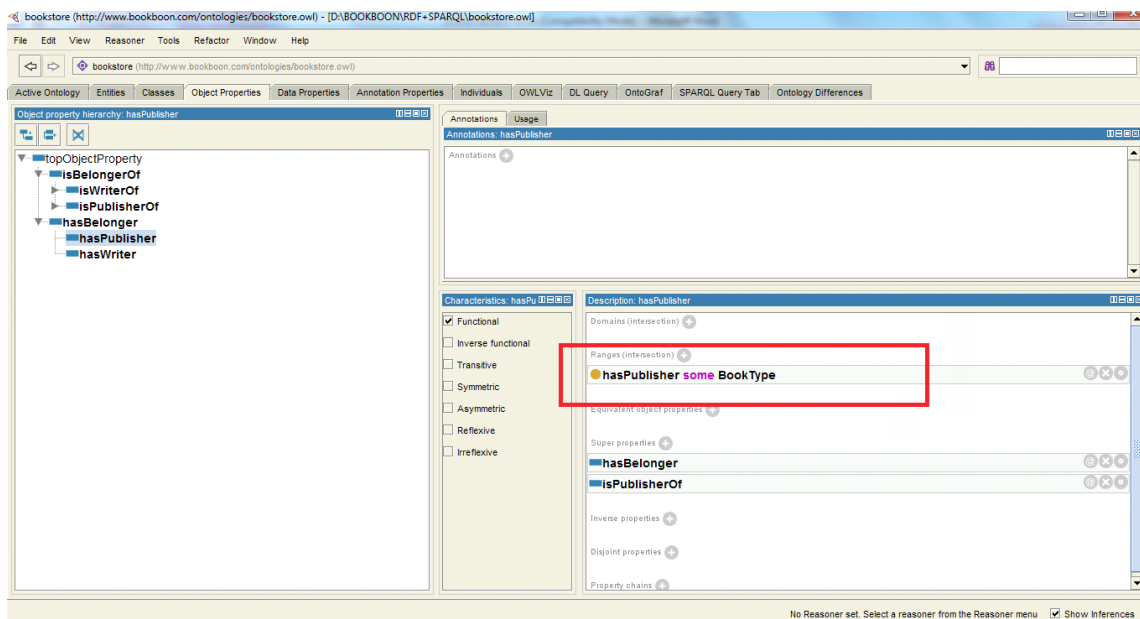 bookstore (http://www.bookboon.com/ontologies/bookstore.owl) - [D:\BOOKBOON\RDF+SPARQL\bookstore.owl]
File Edit View Reasoner Tools Refactor Window Help
bookstore (http://www.bookboon.com/ontologies/bookstore.owl)
Active Ontology Entities Classes Object Properties Data Properties Annotation Properties Individuals OWLViz DL Query OntoGraf SPARQL Query Tab Ontology Differences
Object property hierarchy: hasPublisher
topObjectProperty
isBelongerOf
isWriterOf
isPublisherOf
hasBelonger
hasPublisher
hasWriter
Annotations Usage
Annotations: hasPublisher
Annotations
Characteristics: hasPu
Functional
Inverse functional
Transitive
Symmetric
Asymmetric
Reflexive
Irreflexive
Description: hasPublisher
Domains (intersection)
Ranges (intersection)
hasPublisher some BookType
Equivalent object properties
Super properties
hasBelonger
isPublisherOf
Inverse properties
Disjoint properties
Property chains
No Reasoner set. Select a reasoner from the Reasoner menu Show Inferences